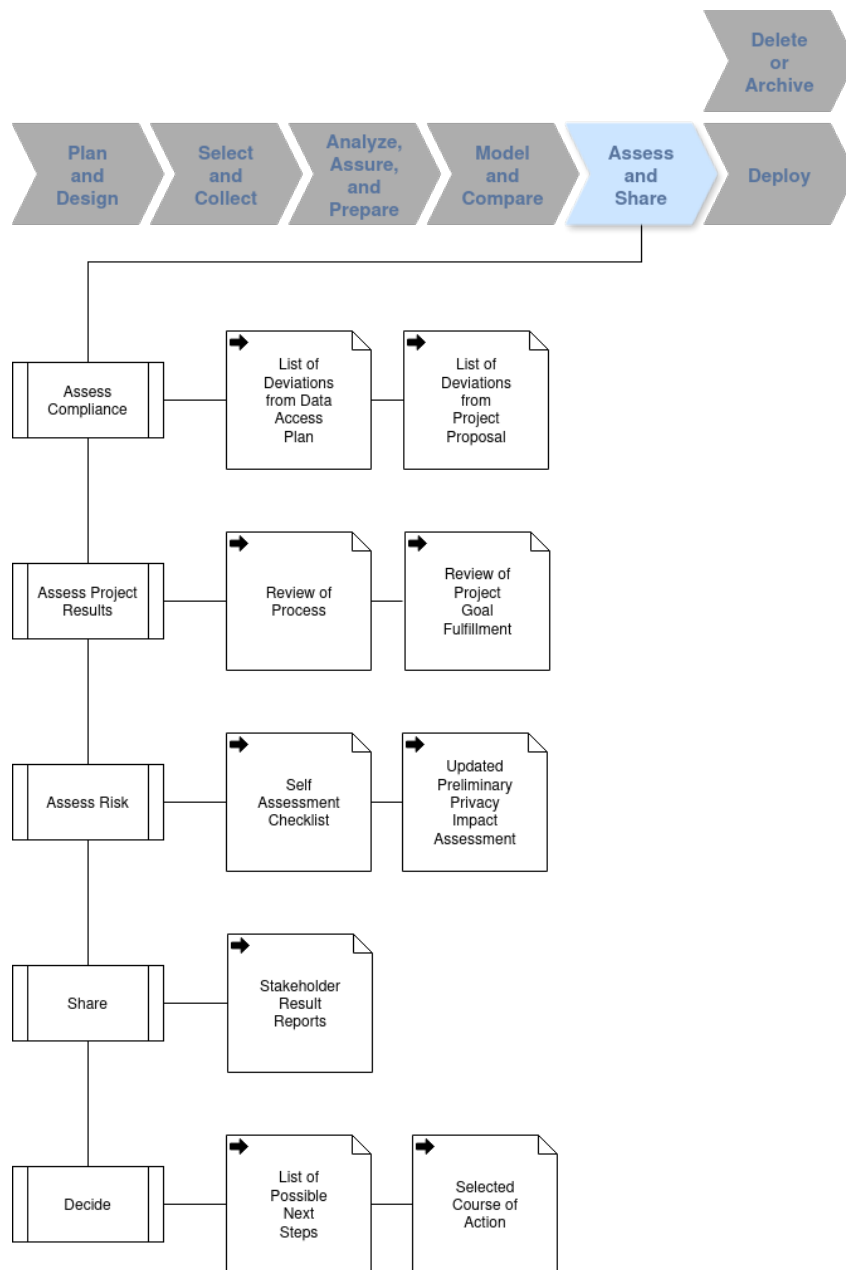 Delete
or
Archive
Plan
and
Design
Select
and
Collect
Analyze,
Assure,
and
Prepare
Model
and
Compare
Assess
and
Share
Deploy
Assess
Compliance
List of
Deviations
from Data
Access
Plan
List of
Deviations
from
Project
Proposal
Assess Project
Results
Review of
Process
Review of
Project
Goal
Fulfillment
Assess Risk
Self
Assessment
Checklist
Updated
Preliminary
Privacy
Impact
Assessment
Share
Stakeholder
Result
Reports
Decide
List of
Possible
Next
Steps
Selected
Course of
Action